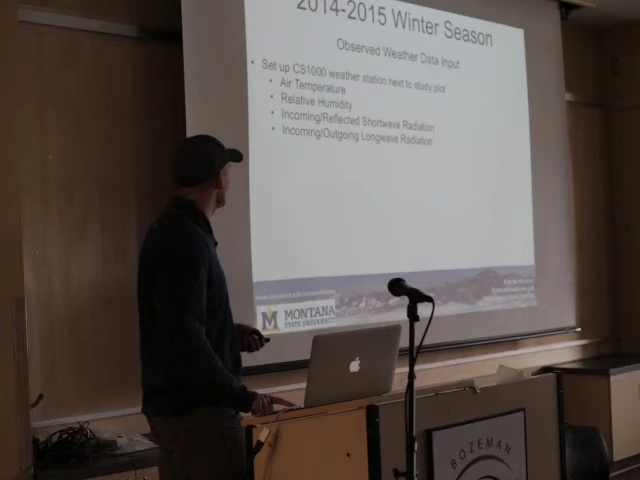 2014-2015 Winter Season
Observed Weather Data Input
• Set up CS1000 weather station next to study plot
• Air Temperature
• Relative Humidity
• Incoming/Reflected Shortwave Radiation
• Incoming/Outgoing Longwave Radiation
M MONTANA
STATE UNIVERSITY
BOZEMAN